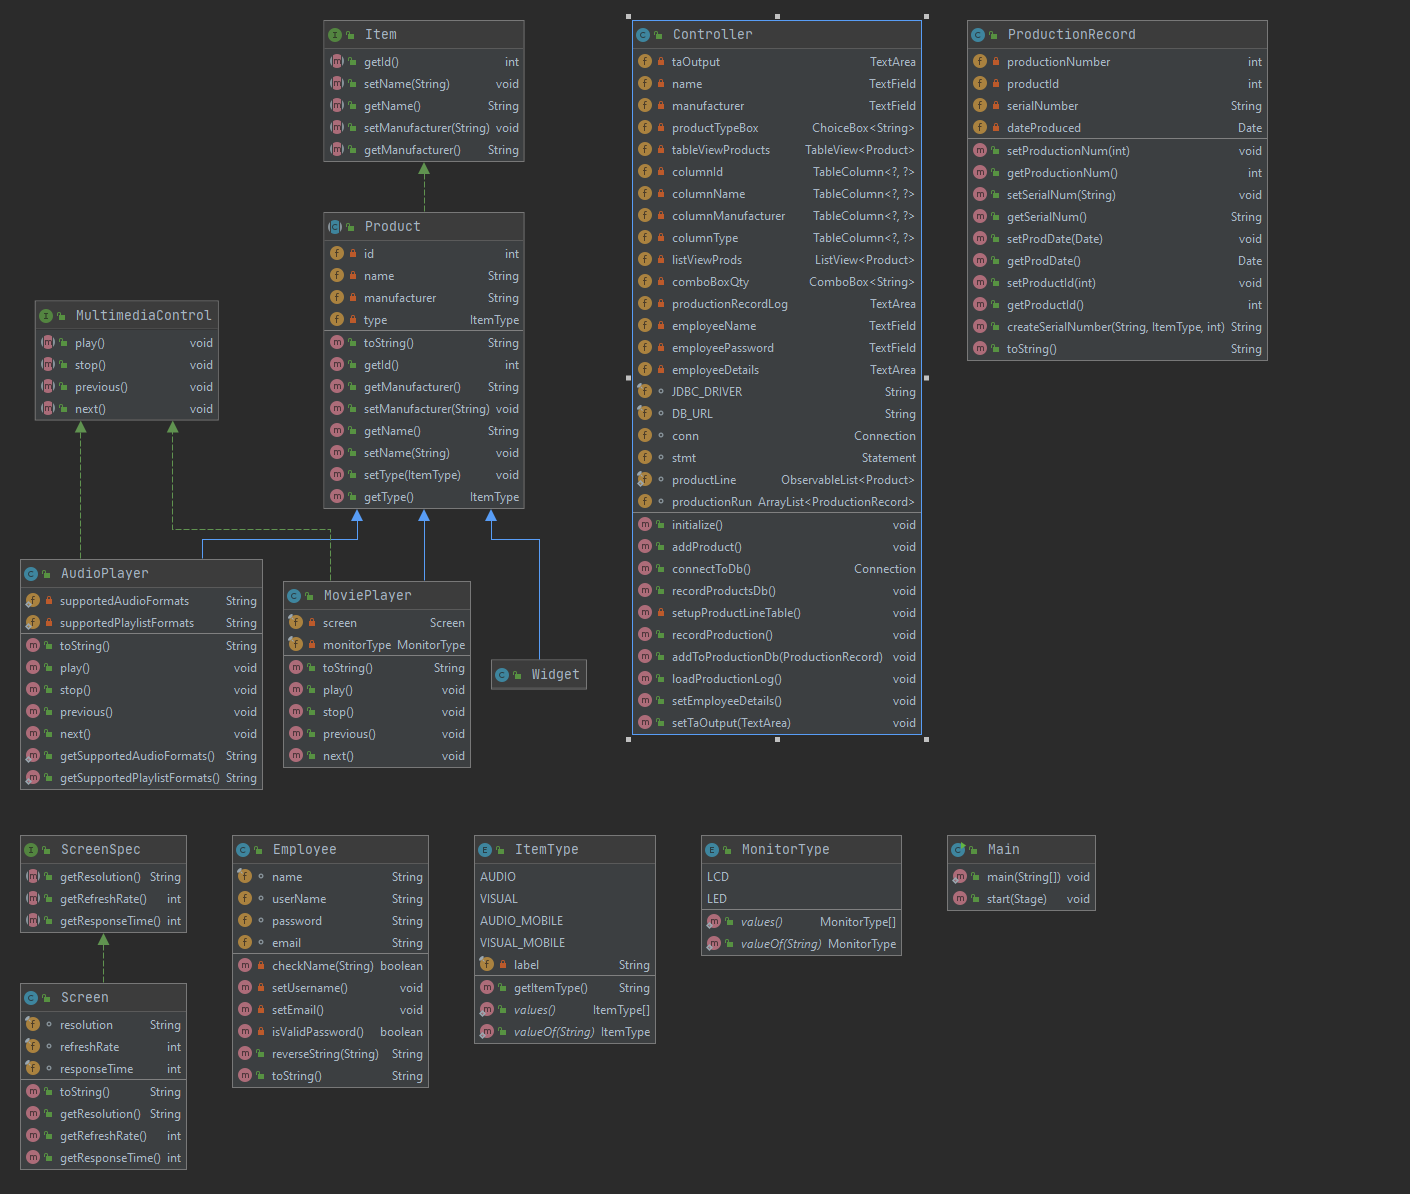 Item
getId() int
setName(String) void
getName() String
setManufacturer(String) void
getManufacturer() String
Product
id int
name String
manufacturer String
type ItemType
toString() String
getId() int
getManufacturer() String
setManufacturer(String) void
getName() String
setName(String) void
setType(ItemType) void
getType() ItemType
MultimediaControl
play() void
stop() void
previous() void
next() void
AudioPlayer
supportedAudioFormats String
supportedPlaylistFormats String
toString() String
play() void
stop() void
previous() void
next() void
getSupportedAudioFormats() String
getSupportedPlaylistFormats() String
MoviePlayer
screen Screen
monitorType MonitorType
toString() String
play() void
stop() void
previous() void
next() void
Widget
Controller
taOutput TextArea
name TextField
manufacturer TextField
productTypeBox ChoiceBox<String>
tableViewProducts TableView<Product>
columnId TableColumn<?, ?>
columnName TableColumn<?, ?>
columnManufacturer TableColumn<?, ?>
columnType TableColumn<?, ?>
listViewProds ListView<Product>
comboBoxQty ComboBox<String>
productionRecordLog TextArea
employeeName TextField
employeePassword TextField
employeeDetails TextArea
JDBC_DRIVER String
DB_URL String
conn Connection
stmt Statement
productLine ObservableList<Product>
productionRun ArrayList<ProductionRecord>
initialize() void
addProduct() void
connectToDb() Connection
recordProductsDb() void
setupProductLineTable() void
recordProduction() void
addToProductionDb(ProductionRecord) void
loadProductionLog() void
setEmployeeDetails() void
setTaOutput(TextArea) void
ProductionRecord
productionNumber int
productId int
serialNumber String
dateProduced Date
setProductionNum(int) void
getProductionNum() int
setSerialNum(String) void
getSerialNum() String
setProdDate(Date) void
getProdDate() Date
setProductId(int) void
getProductId() int
createSerialNumber(String, ItemType, int) String
toString() String
ScreenSpec
getResolution() String
getRefreshRate() int
getResponseTime() int
Screen
resolution String
refreshRate int
responseTime int
toString() String
getResolution() String
getRefreshRate() int
getResponseTime() int
Employee
name String
userName String
password String
email String
checkName(String) boolean
setUsername() void
setEmail() void
isValidPassword() boolean
reverseString(String) String
toString() String
ItemType
AUDIO
VISUAL
AUDIO_MOBILE
VISUAL_MOBILE
label String
getItemType() String
values() ItemType[]
valueOf(String) ItemType
MonitorType
LCD
LED
values() MonitorType[]
valueOf(String) MonitorType
Main
main(String[]) void
start(Stage) void